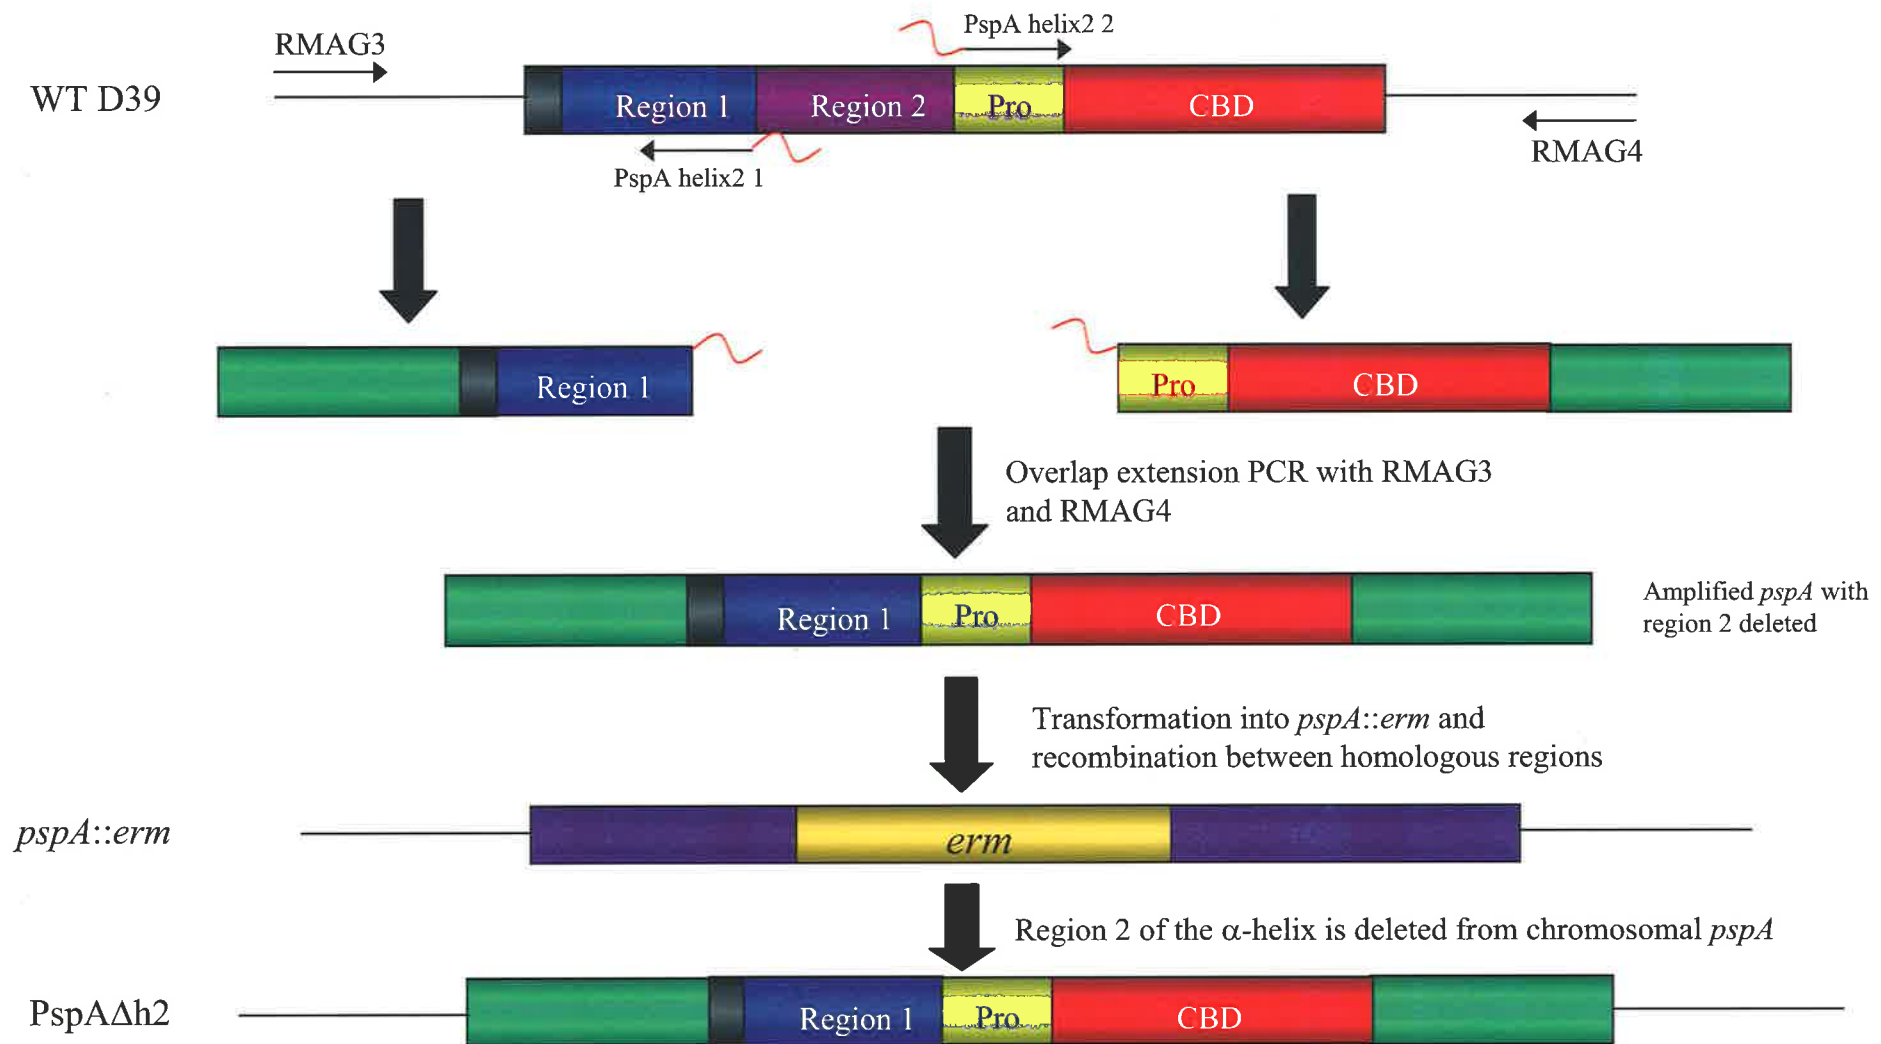 PspA helix2 2
RMAG3
WT D39
Region 1
Region 2
Pro
CBD
PspA helix2 1
RMAG4
Region 1
Pro
CBD
Overlap extension PCR with RMAG3
and RMAG4
Region 1
Pro
CBD
Amplified pspA with
region 2 deleted
Transformation into pspA::erm and
recombination between homologous regions
pspA::erm
erm
Region 2 of the α-helix is deleted from chromosomal pspA
PspAΔh2
Region 1
Pro
CBD